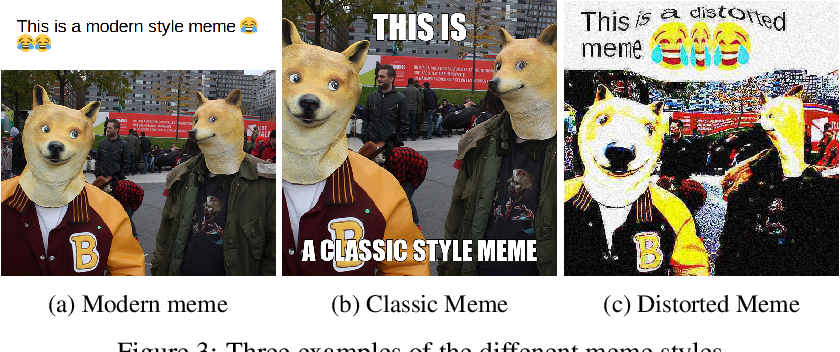 This is a modern style meme 😂
😂😂
THIS IS
A CLASSIC STYLE MEME
This is a distorted
meme 😂😂😂
B
B
B
(a) Modern meme
(b) Classic Meme
(c) Distorted Meme
Figure 3: Three examples of the different meme styles